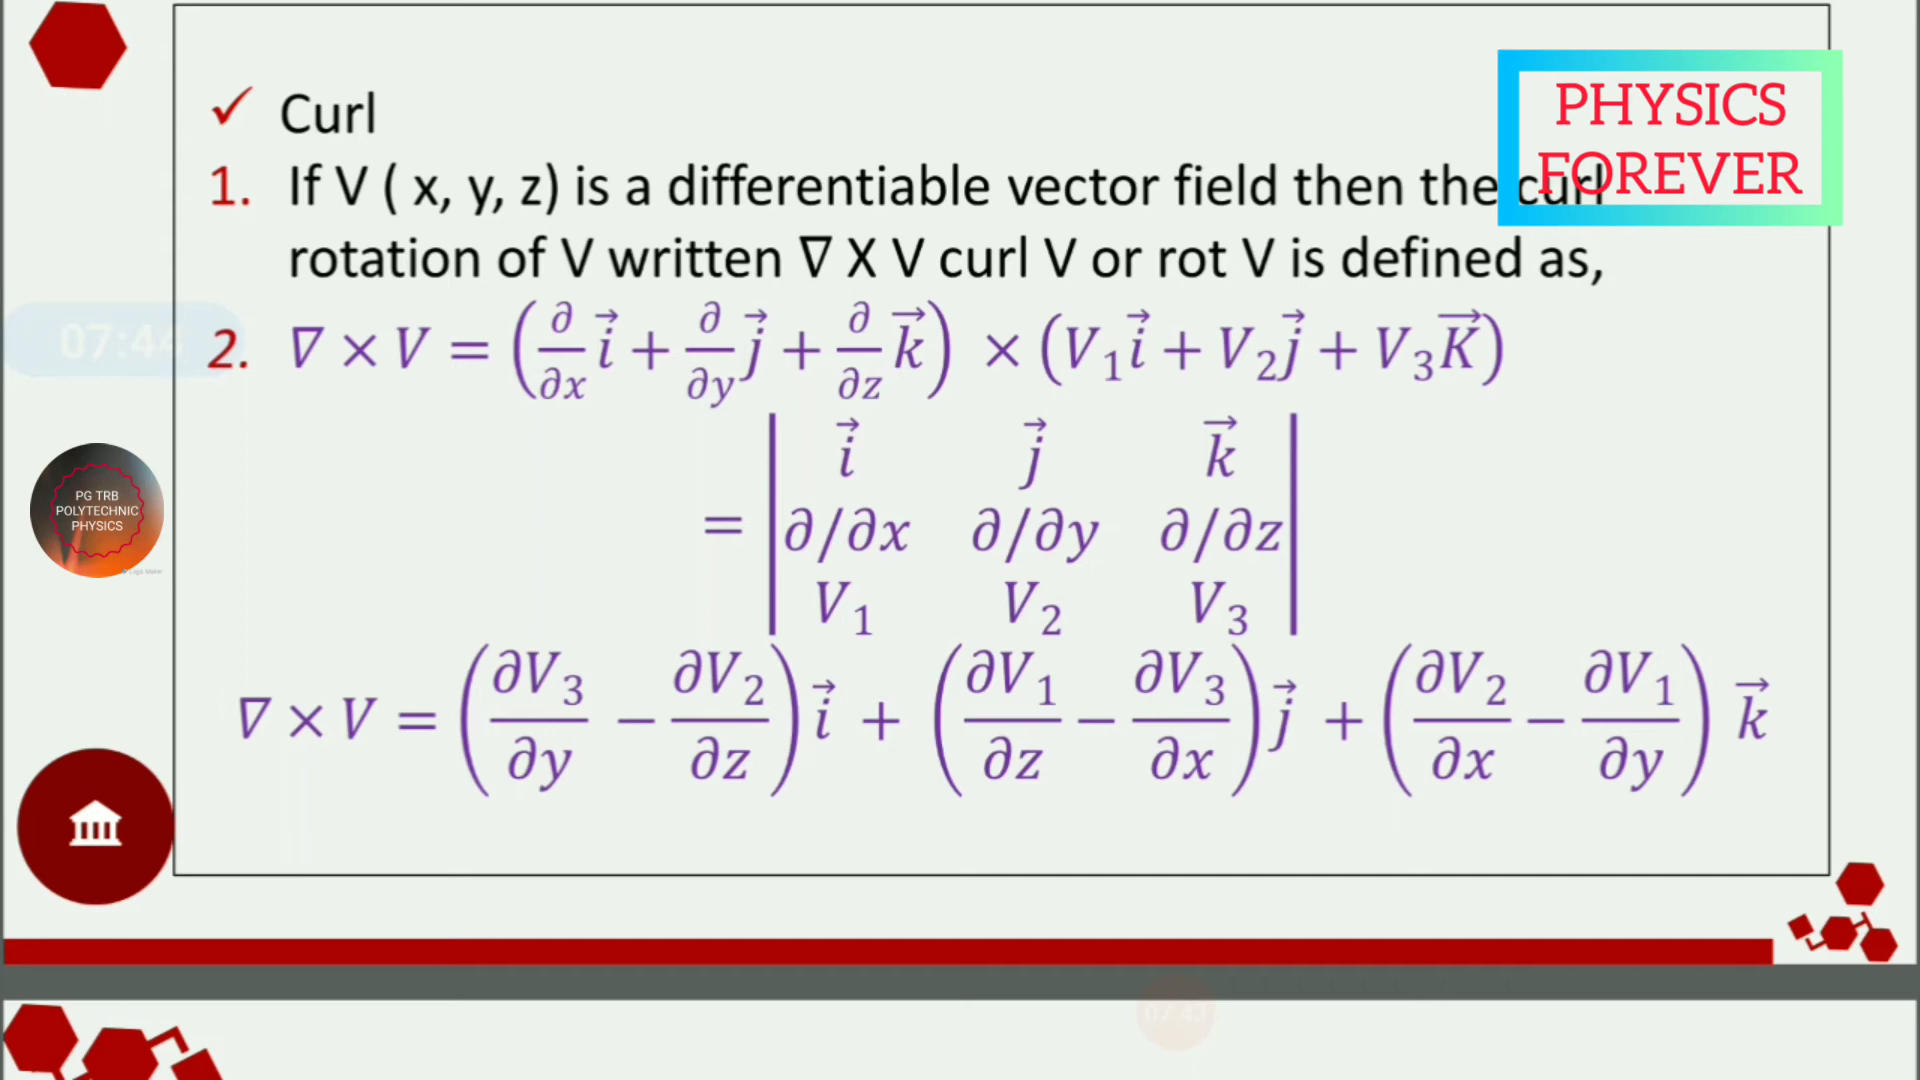 ✓ Curl
PHYSICS
FOREVER
1. If V ( x, y, z) is a differentiable vector field then the curl
rotation of V written ∇ X V curl V or rot V is defined as,
07:44
2. ∇ × V = (∂/∂x i⃗ + ∂/∂y j⃗ + ∂/∂z k⃗) × (V₁i⃗ + V₂j⃗ + V₃K⃗)
i⃗ j⃗ k⃗
= | ∂/∂x ∂/∂y ∂/∂z |
V₁ V₂ V₃
PG TRB
POLYTECHNIC
PHYSICS
∇ × V = (∂V₃/∂y − ∂V₂/∂z) i⃗ + (∂V₁/∂z − ∂V₃/∂x) j⃗ + (∂V₂/∂x − ∂V₁/∂y) k⃗